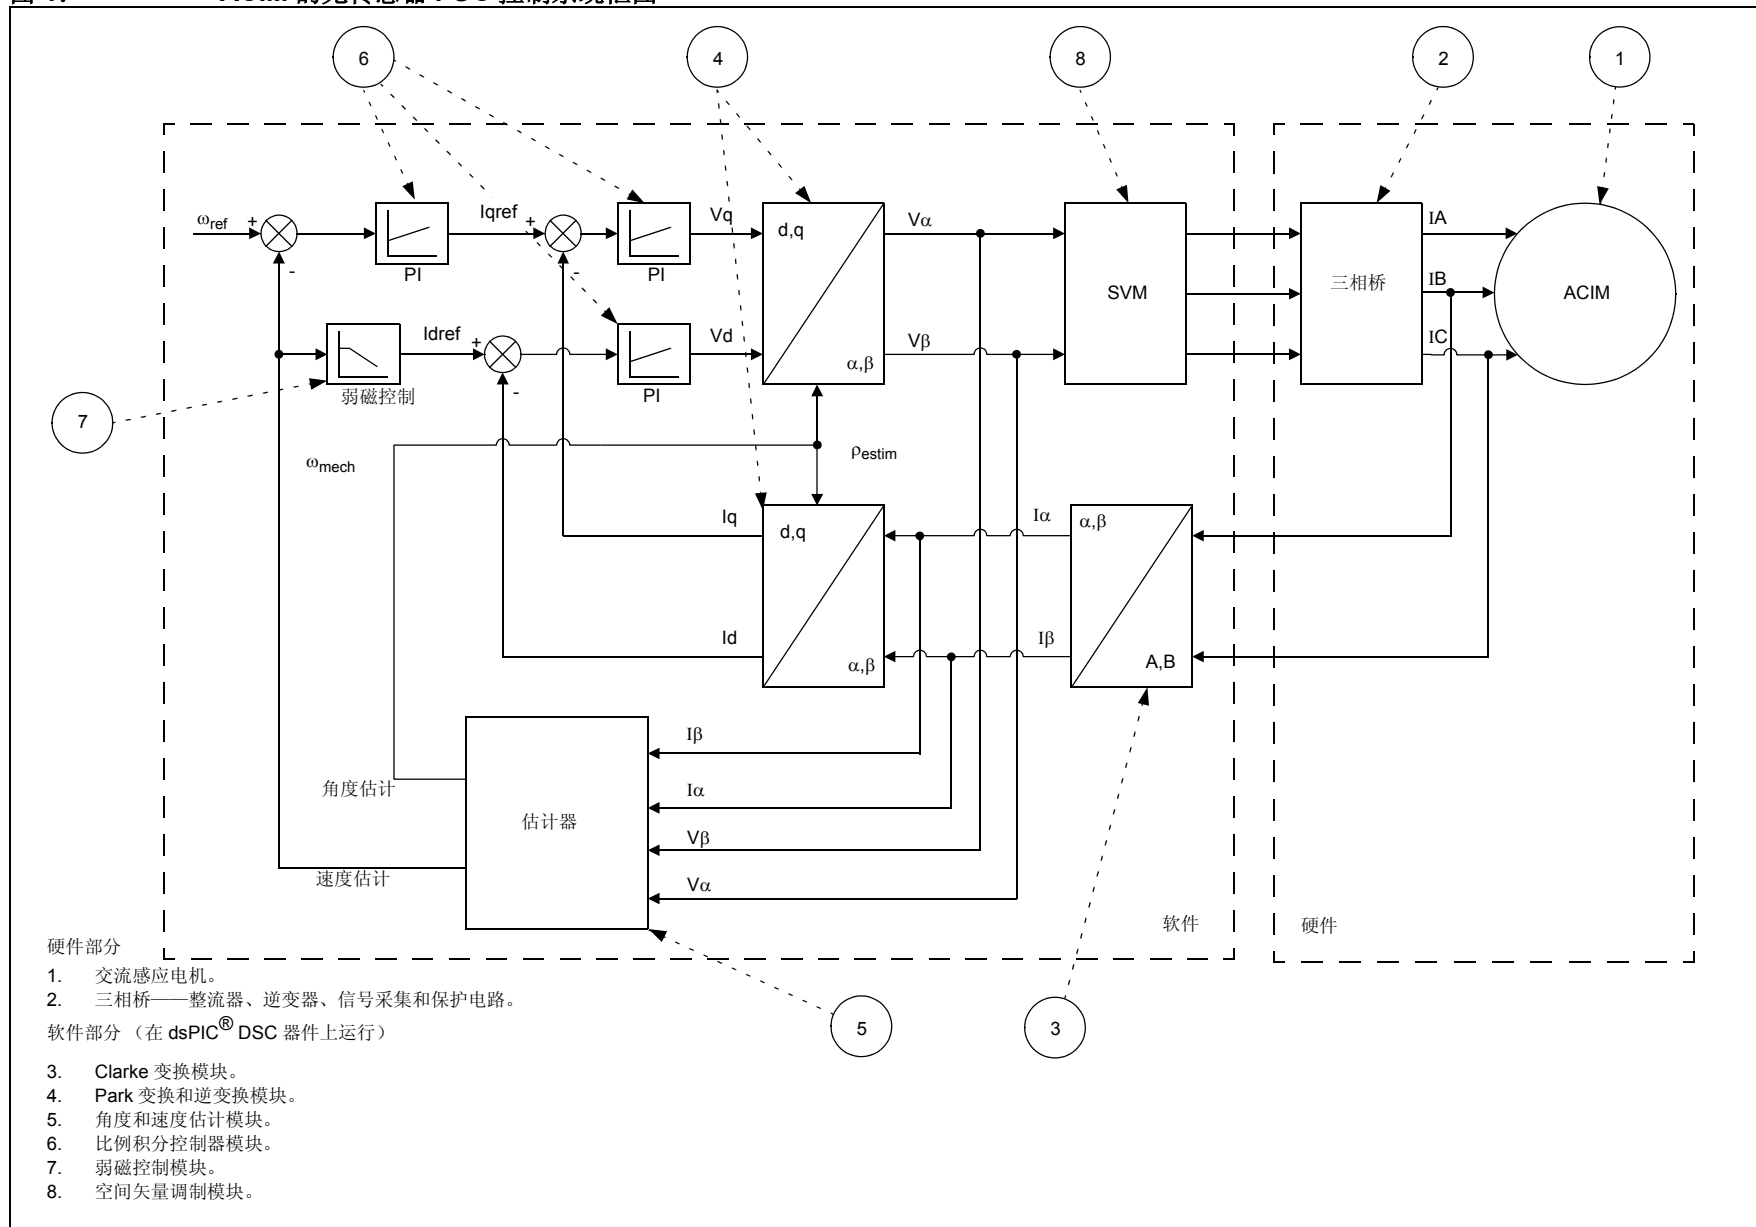 6
4
8
2
1
ωref
+
-
PI
Iqref
+
-
PI
Vq
d,q
α,β
Vα
Vβ
SVM
三相桥
IA
IB
IC
ACIM
Idref
+
-
PI
Vd
弱磁控制
7
ωmech
ρestim
Iq
d,q
Id
α,β
Iα
α,β
Iβ
A,B
Iβ
角度估计
Iα
估计器
Vβ
速度估计
Vα
软件
硬件
硬件部分
1. 交流感应电机。
2. 三相桥——整流器、逆变器、信号采集和保护电路。
软件部分 （在 dsPIC® DSC 器件上运行）
5
3
3. Clarke 变换模块。
4. Park 变换和逆变换模块。
5. 角度和速度估计模块。
6. 比例积分控制器模块。
7. 弱磁控制模块。
8. 空间矢量调制模块。